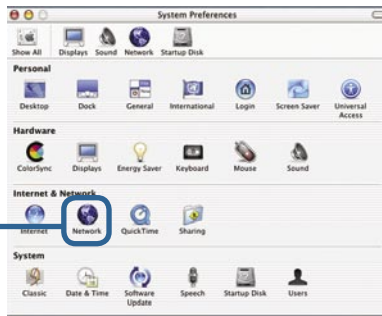 System Preferences
Show All Displays Sound Network Startup Disk
Personal
Desktop Dock General International Login Screen Saver Universal Access
Hardware
ColorSync Displays Energy Saver Keyboard Mouse Sound
Internet & Network
Internet Network QuickTime Sharing
System
Classic Date & Time Software Update Speech Startup Disk Users